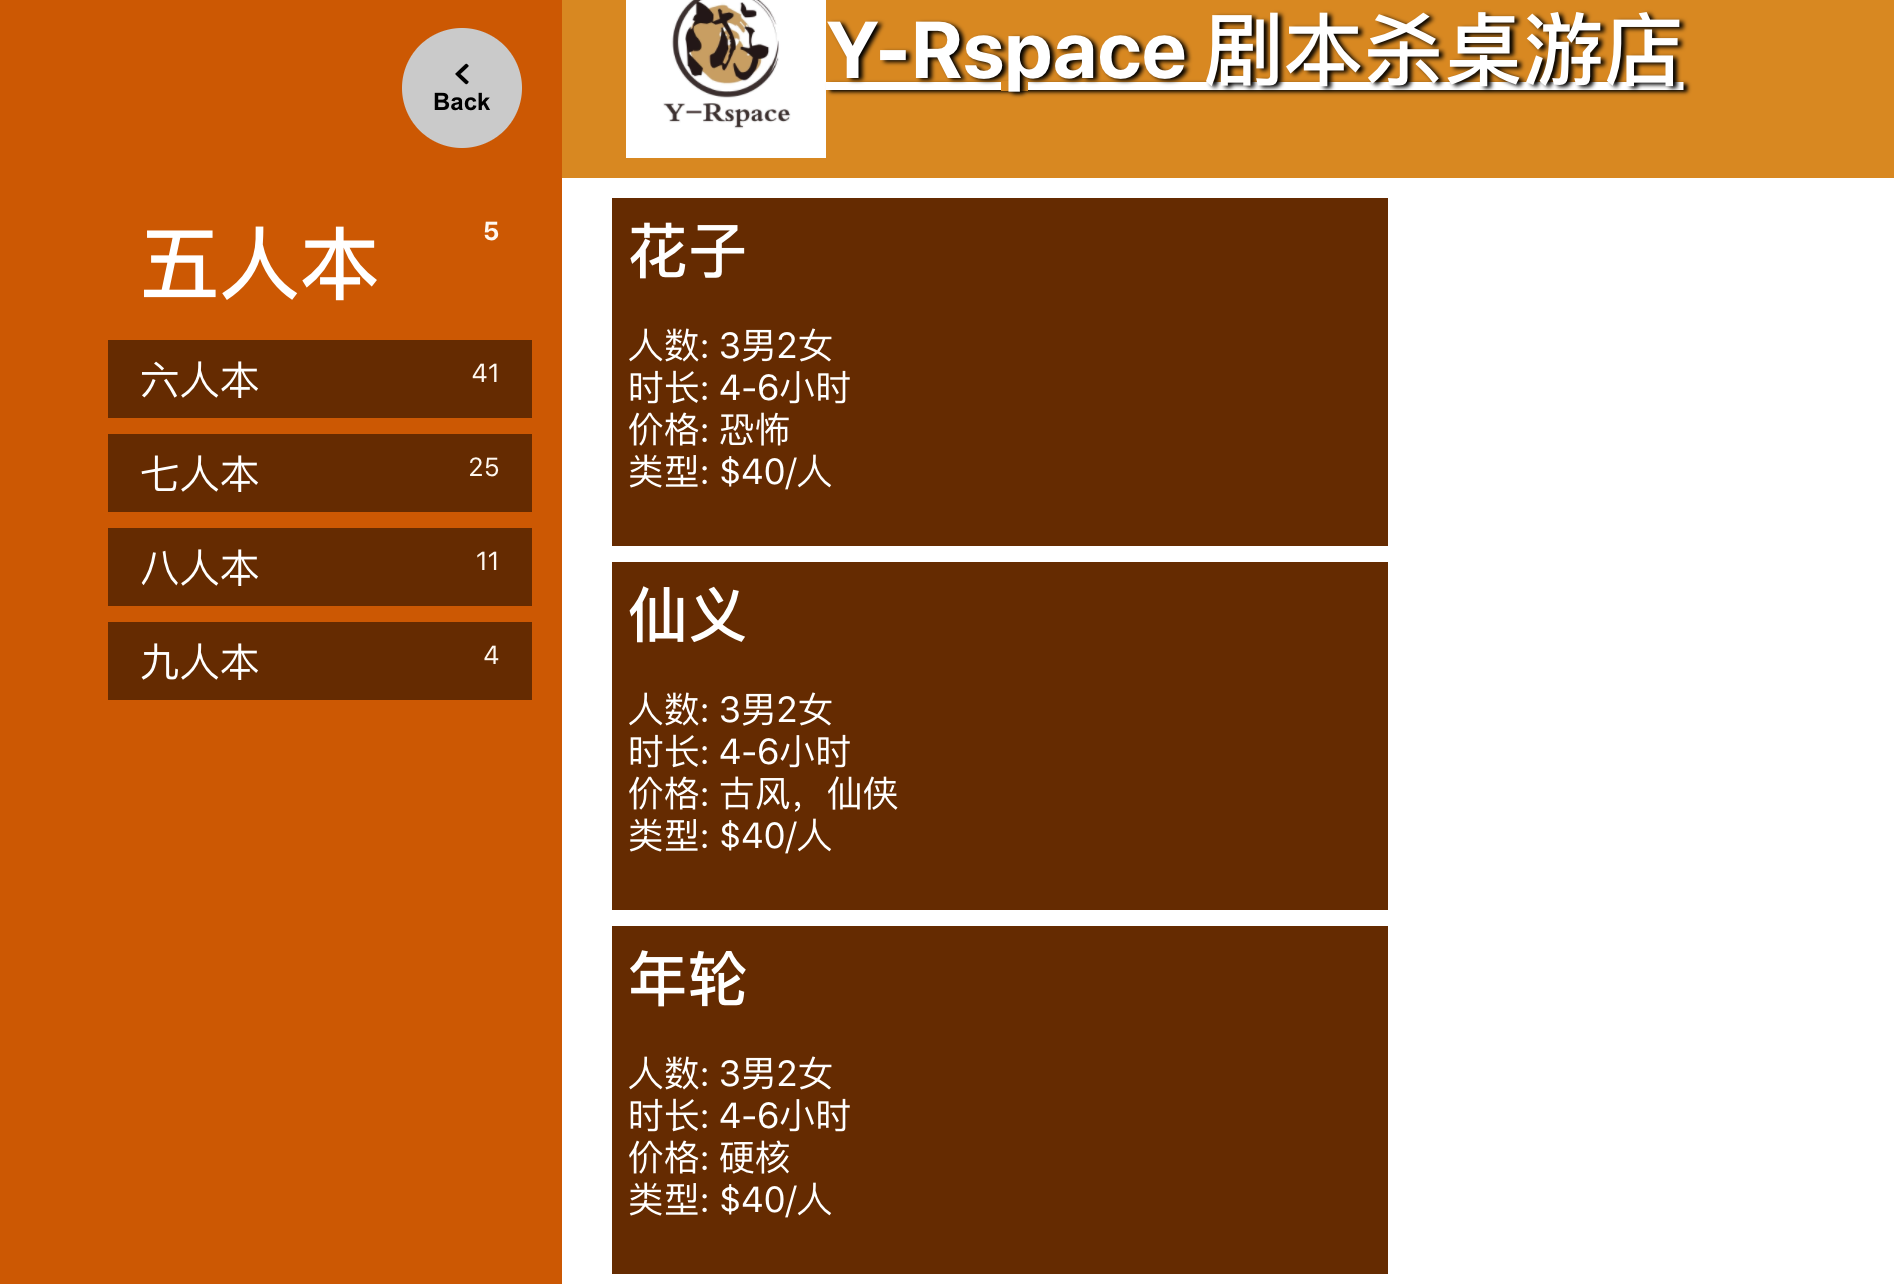 Back
五人本 5
六人本 41
七人本 25
八人本 11
九人本 4
Y-Rspace
Y-Rspace 剧本杀桌游店
花子
人数: 3男2女
时长: 4-6小时
价格: 恐怖
类型: $40/人
仙义
人数: 3男2女
时长: 4-6小时
价格: 古风，仙侠
类型: $40/人
年轮
人数: 3男2女
时长: 4-6小时
价格: 硬核
类型: $40/人